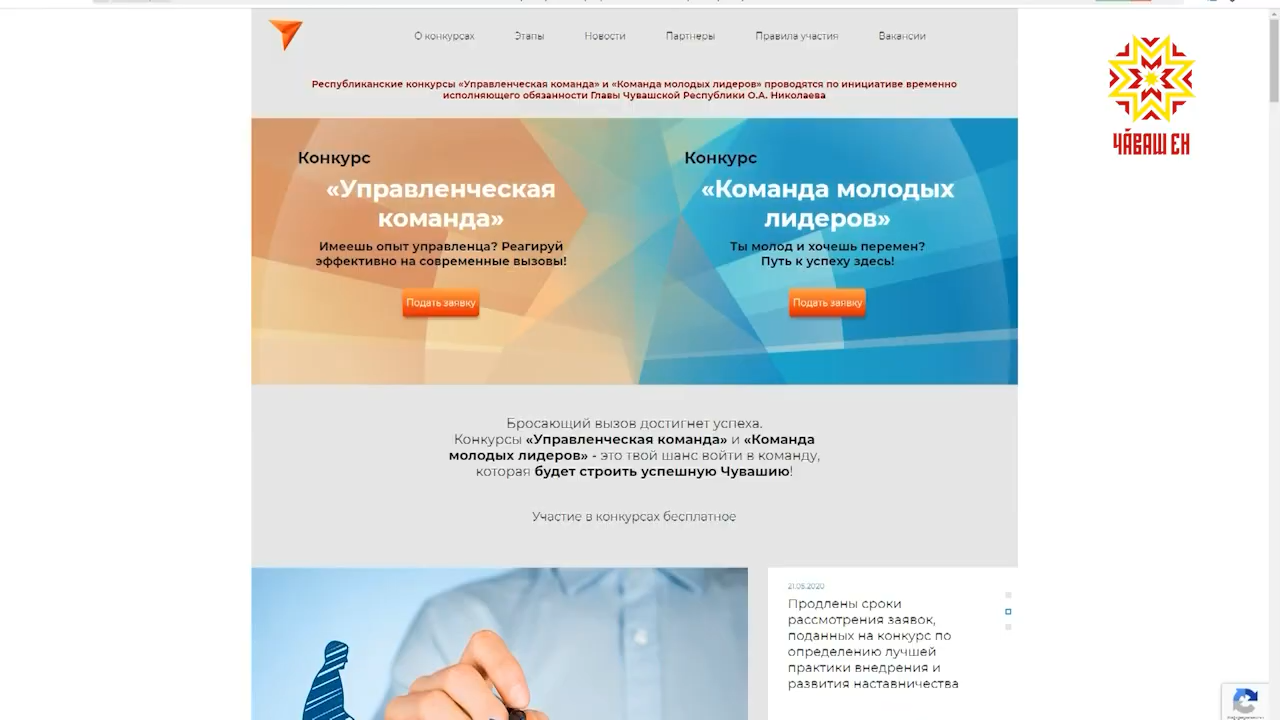 О конкурсах Этапы Новости Партнеры Правила участия Вакансии
Республиканские конкурсы «Управленческая команда» и «Команда молодых лидеров» проводятся по инициативе временно
исполняющего обязанности Главы Чувашской Республики О.А. Николаева
ЧӐВАШ ЕН
Конкурс
«Управленческая
команда»
Имеешь опыт управленца? Реагируй
эффективно на современные вызовы!
Подать заявку
Конкурс
«Команда молодых
лидеров»
Ты молод и хочешь перемен?
Путь к успеху здесь!
Подать заявку
Бросающий вызов достигнет успеха.
Конкурсы «Управленческая команда» и «Команда
молодых лидеров» - это твой шанс войти в команду,
которая будет строить успешную Чувашию!
Участие в конкурсах бесплатное
21.05.2020
Продлены сроки
рассмотрения заявок,
поданных на конкурс по
определению лучшей
практики внедрения и
развития наставничества